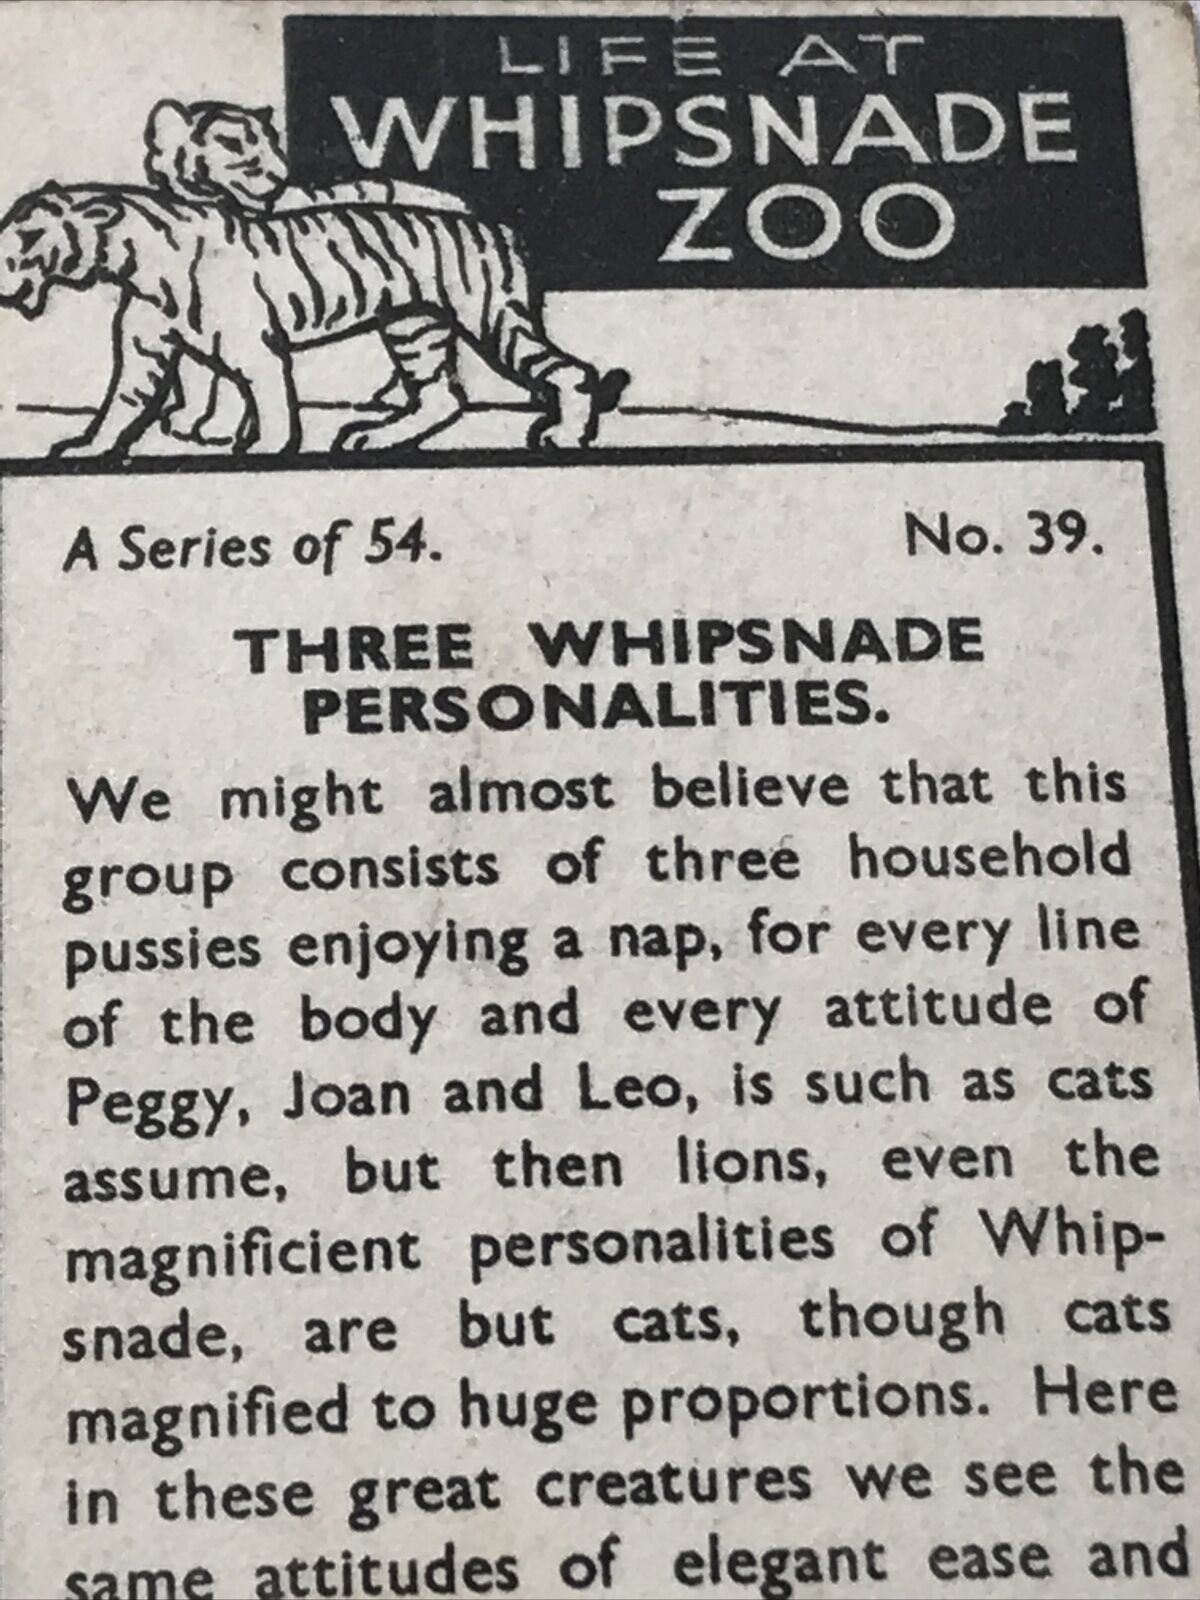 LIFE AT
WHIPSNADE
ZOO
A Series of 54. No. 39.
THREE WHIPSNADE
PERSONALITIES.
We might almost believe that this
group consists of three household
pussies enjoying a nap, for every line
of the body and every attitude of
Peggy, Joan and Leo, is such as cats
assume, but then lions, even the
magnificient personalities of Whip-
snade, are but cats, though cats
magnified to huge proportions. Here
in these great creatures we see the
same attitudes of elegant ease and